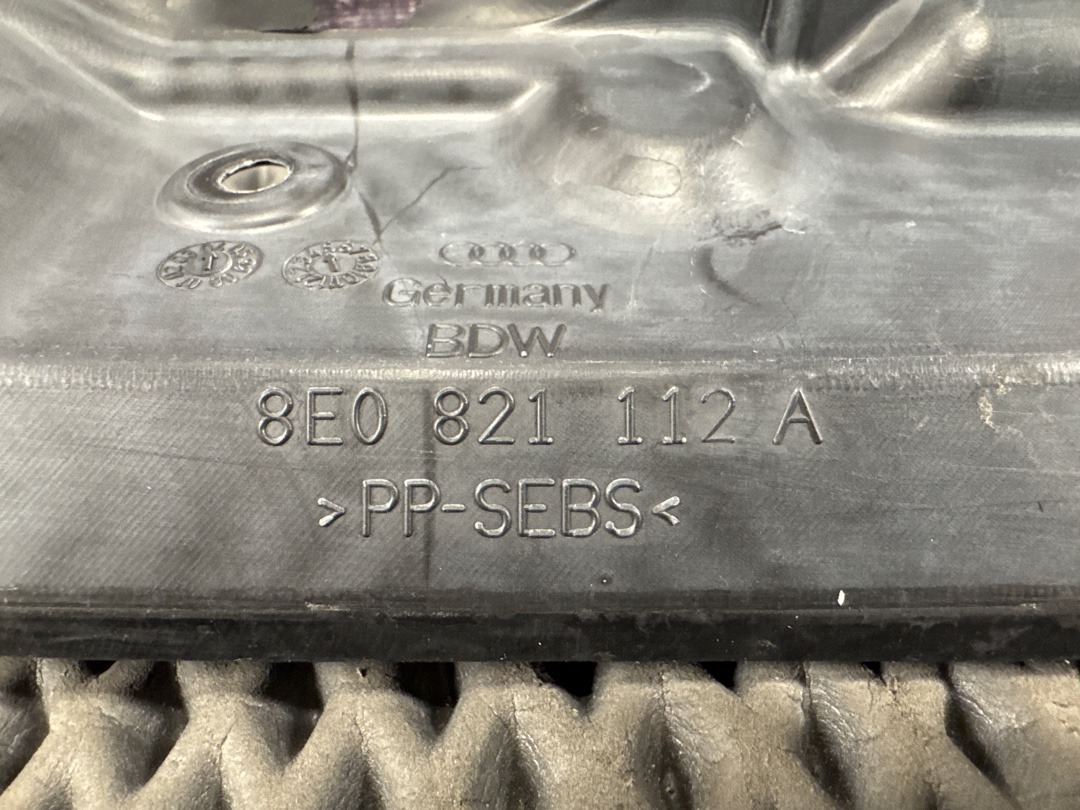 Germany
BDW
8E0 821 112 A
>PP-SEBS<